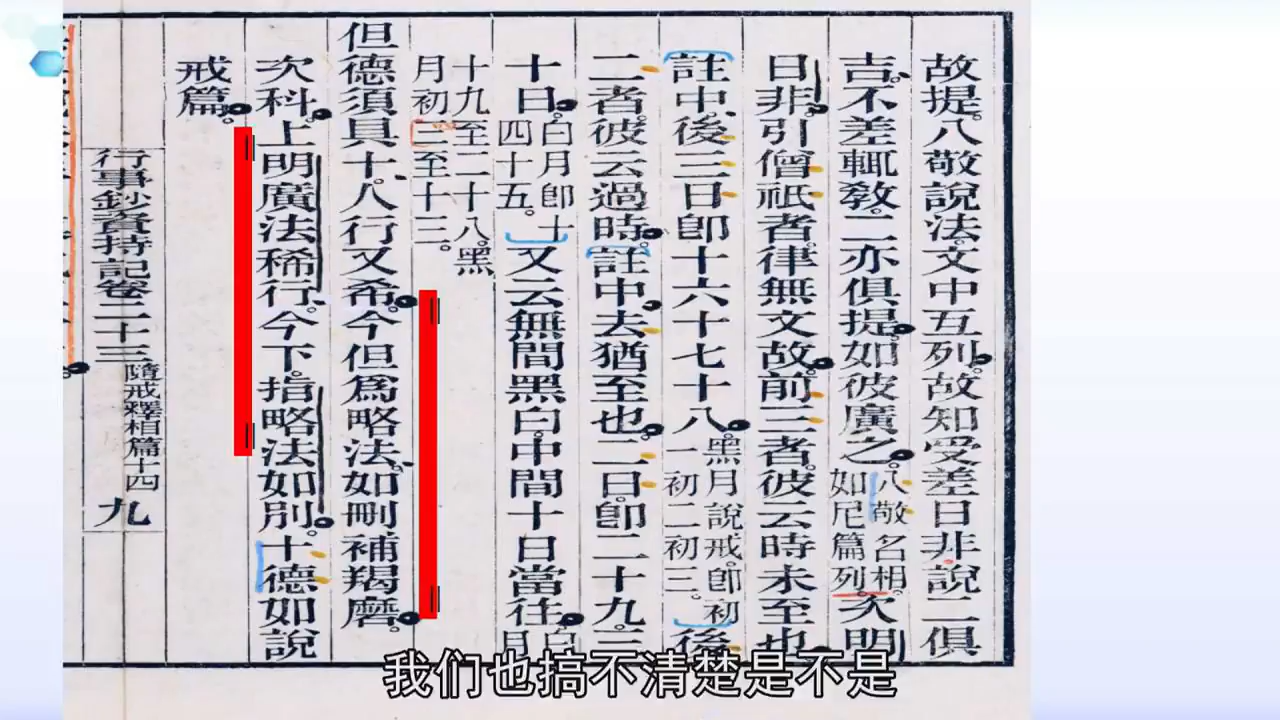 故提。八敬說法。文中互列。故知受差日非說二俱
吉。不差輒敎。二亦俱提。如彼廣之。八敬名相。如尼篇列。次明
日非。引僧祇者。律無文故。前三者。彼云時未至也。
註中。後三日卽十六十七十八。黑月說戒。卽初一初二初三。後
二者。彼云過時。註中。去猶至也。二日。卽二十九。三
十日。白月卽十四十五。又云無間黑白。中間十日當往。白月
十九至二十八。黑月初三至十三。
但德須具十。八行又希。今但爲略法。如刪補羯磨。
次科。上明廣法稀行。今下。指略法如別。十德如說
戒篇。
行事鈔資持記卷二十三 隨戒釋相篇十四 九
我们也搞不清楚是不是